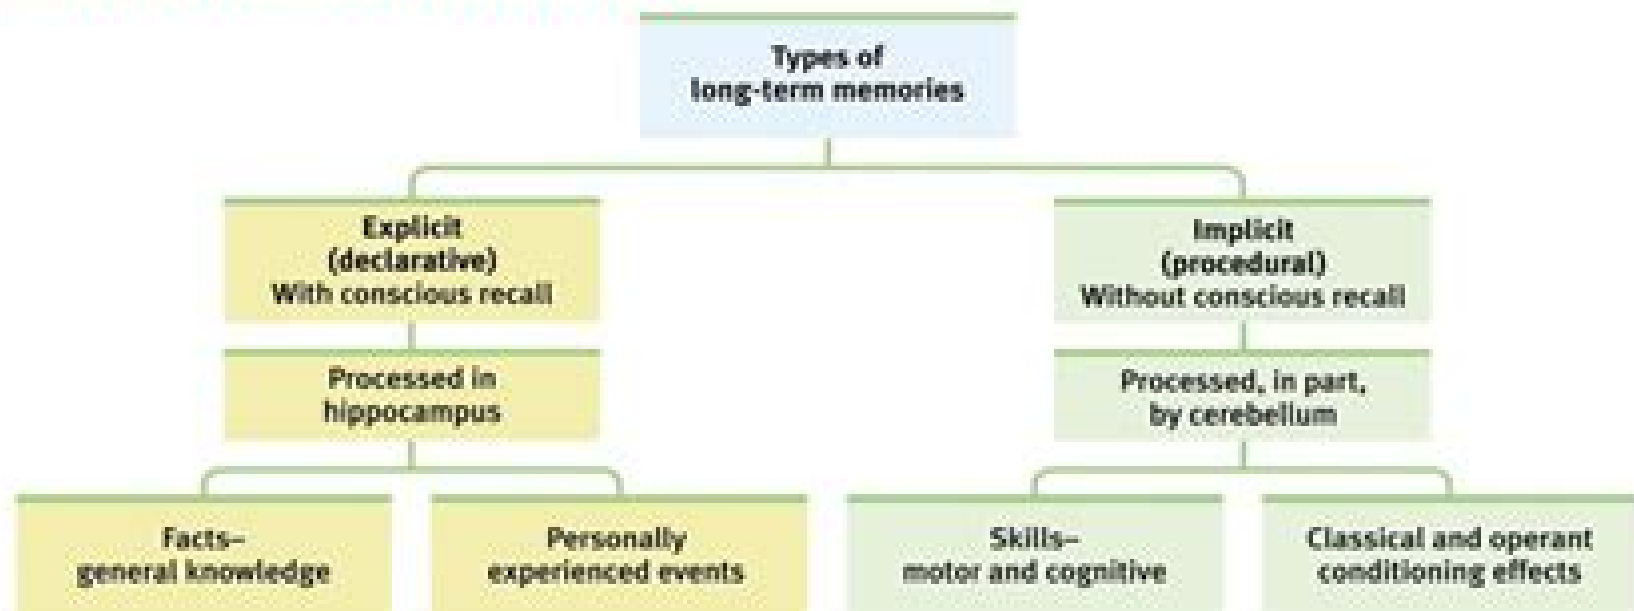 Types of
long-term memories
Explicit
(declarative)
With conscious recall
Implicit
(procedural)
Without conscious recall
Processed in
hippocampus
Processed, in part,
by cerebellum
Facts–
general knowledge
Personally
experienced events
Skills–
motor and cognitive
Classical and operant
conditioning effects